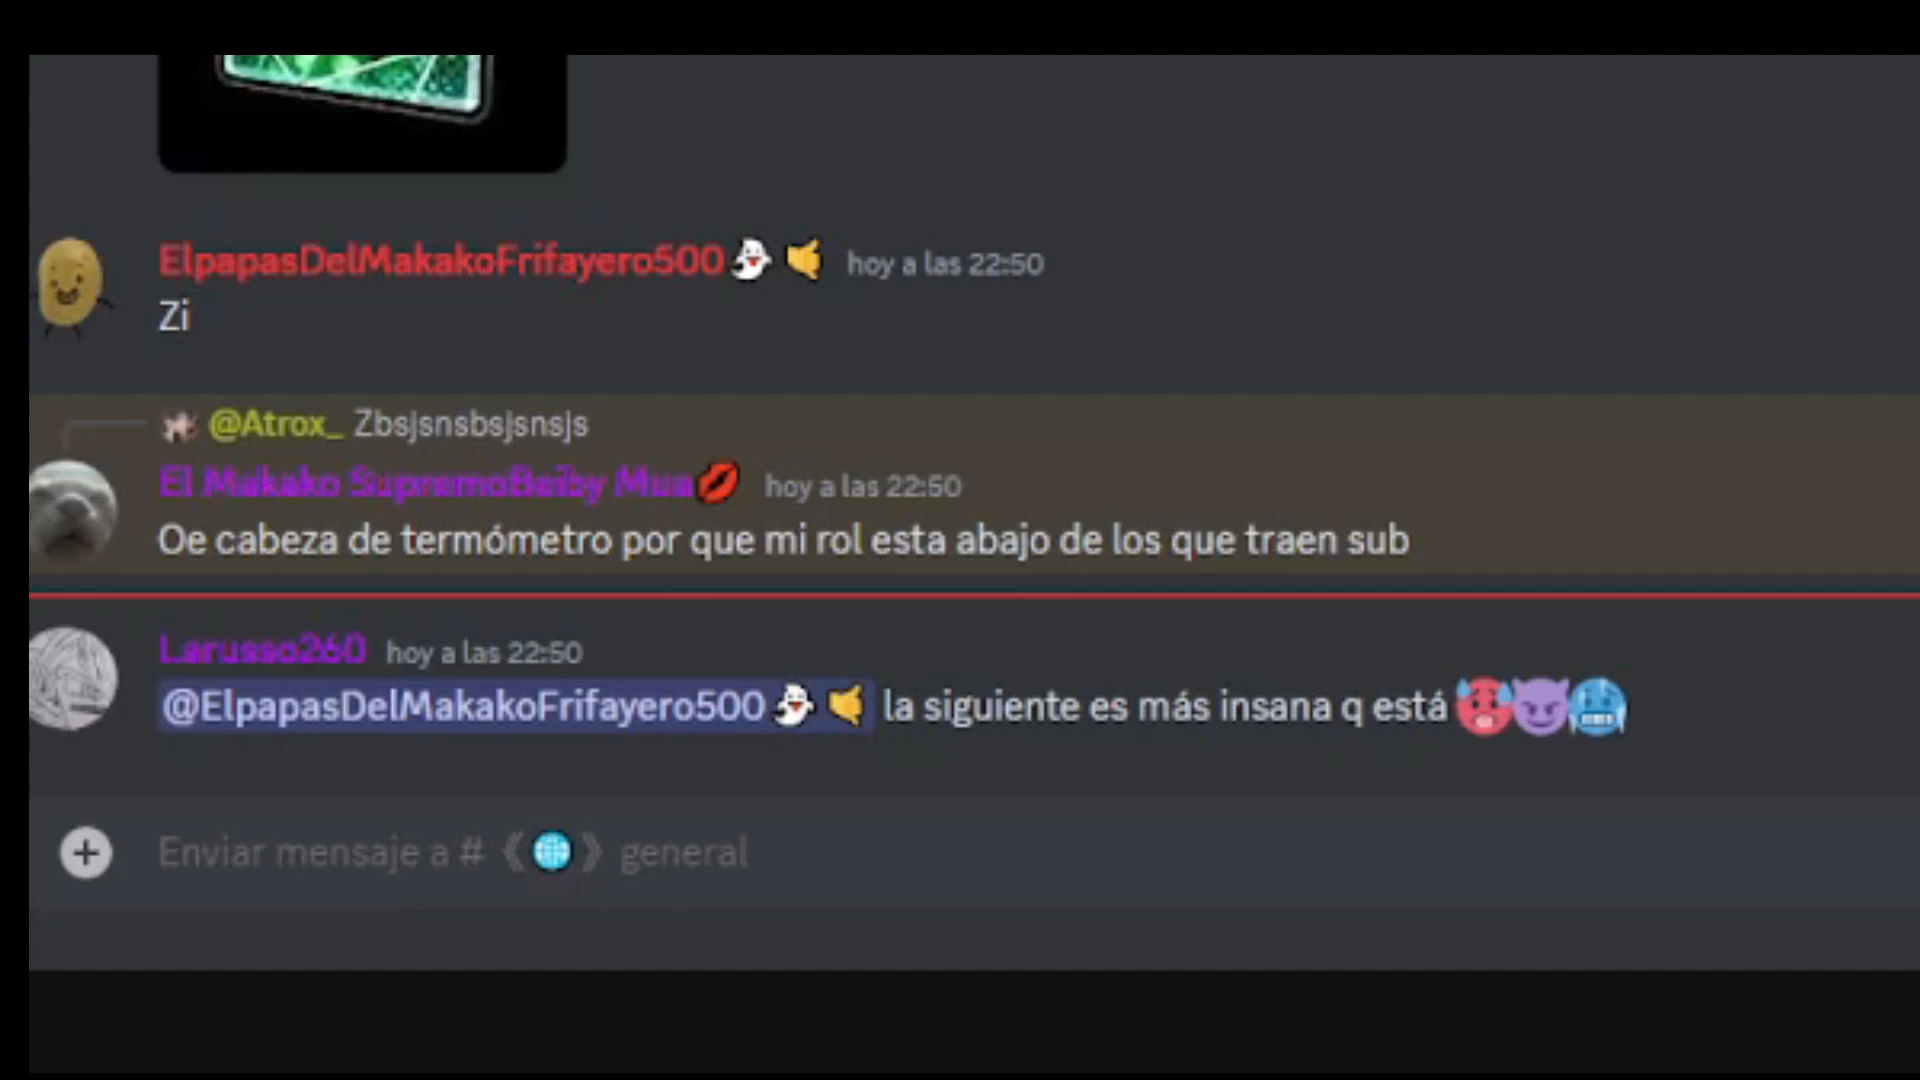 ElpapasDelMakakoFrifayero500👻🤙 hoy a las 22:50
Zi
@Atrox_ Zbsjsnsbsjsnsjs
El Makako SupremoBeiby Mua💋 hoy a las 22:50
Oe cabeza de termómetro por que mi rol esta abajo de los que traen sub
Larusso260 hoy a las 22:50
@ElpapasDelMakakoFrifayero500👻🤙 la siguiente es más insana q está🥵😈🥶
Enviar mensaje a # 《🌐》 general